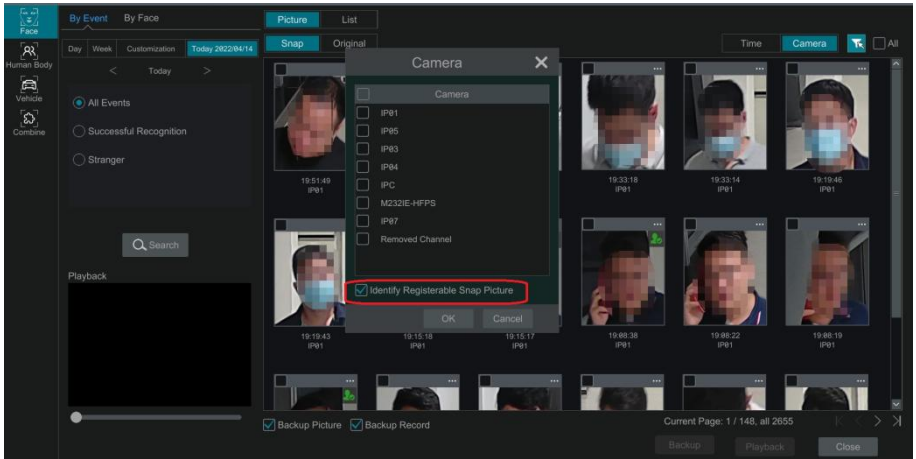 Face
Human Body
Vehicle
Combine
By Event By Face
Day Week Customization Today 2022/04/14
< Today >
All Events
Successful Recognition
Stranger
Search
Playback
Picture List
Snap Original
Time Camera All
Camera
Camera
IP01
IP05
IP03
IP04
IPC
M232IE-HFPS
IP07
Removed Channel
Identify Registerable Snap Picture
OK Cancel
19:51:49
IP01
19:33:18
IP01
19:33:14
IP01
19:19:46
IP01
19:19:43
IP01
19:15:18
IP01
19:15:17
IP01
19:08:38
IP01
19:08:22
IP01
19:08:19
IP01
Backup Picture Backup Record
Current Page: 1 / 148, all 2655
Backup Playback Close